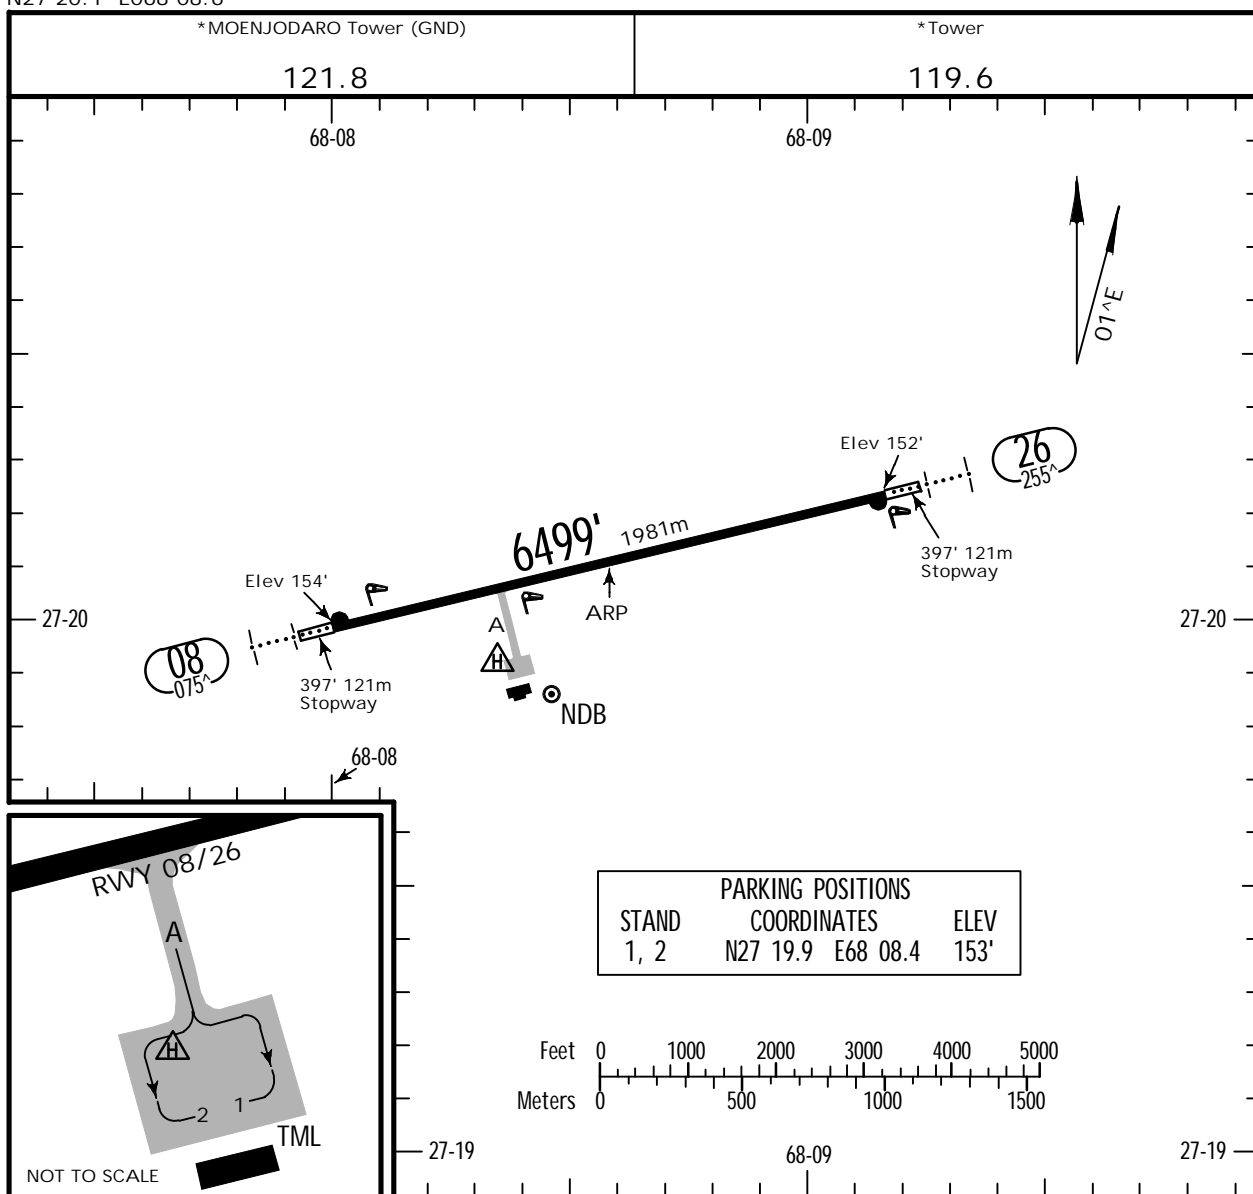 *MOENJODARO Tower (GND)
121.8
*Tower
119.6
68-08
68-09
01^E
26
255^
Elev 152'
6499' 1981m
397' 121m
Stopway
Elev 154'
ARP
27-20
27-20
A
08
075^
H
397' 121m
Stopway
NDB
68-08
RWY 08/26
A
H
2 1
TML
NOT TO SCALE
PARKING POSITIONS
STAND COORDINATES ELEV
1, 2 N27 19.9 E68 08.4 153'
Feet 0 1000 2000 3000 4000 5000
Meters 0 500 1000 1500
27-19
68-09
27-19